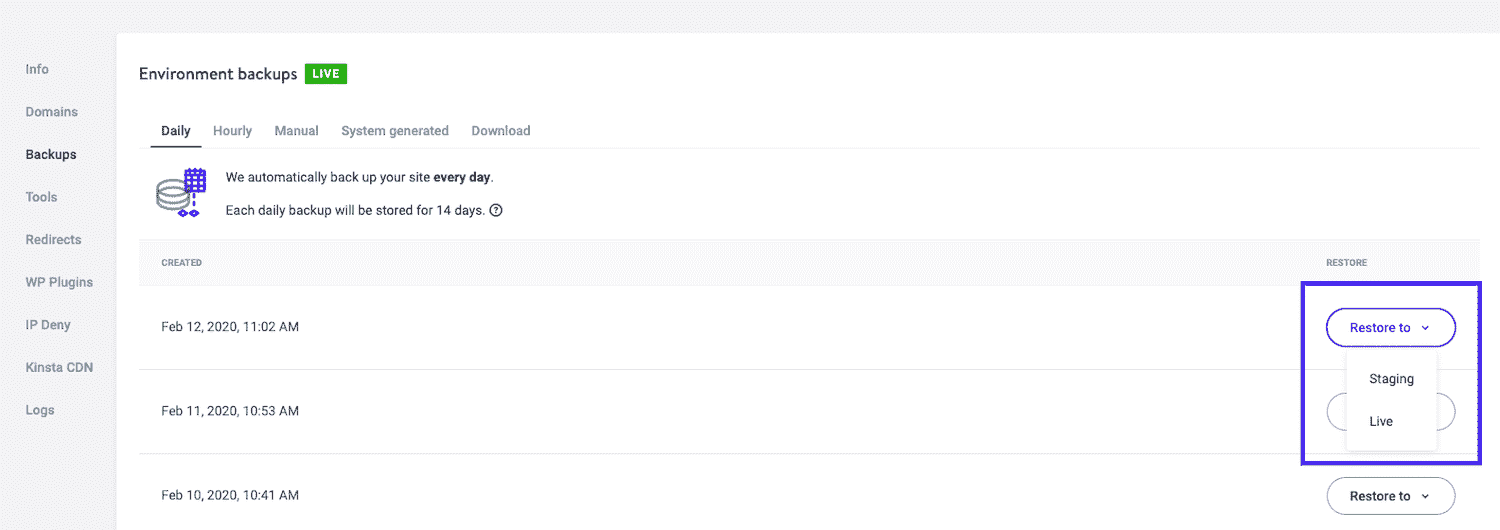 Info
Domains
Backups
Tools
Redirects
WP Plugins
IP Deny
Kinsta CDN
Logs
Environment backups LIVE
Daily Hourly Manual System generated Download
We automatically back up your site every day.
Each daily backup will be stored for 14 days. ?
CREATED RESTORE
Feb 12, 2020, 11:02 AM Restore to
Staging
Feb 11, 2020, 10:53 AM
Live
Feb 10, 2020, 10:41 AM Restore to